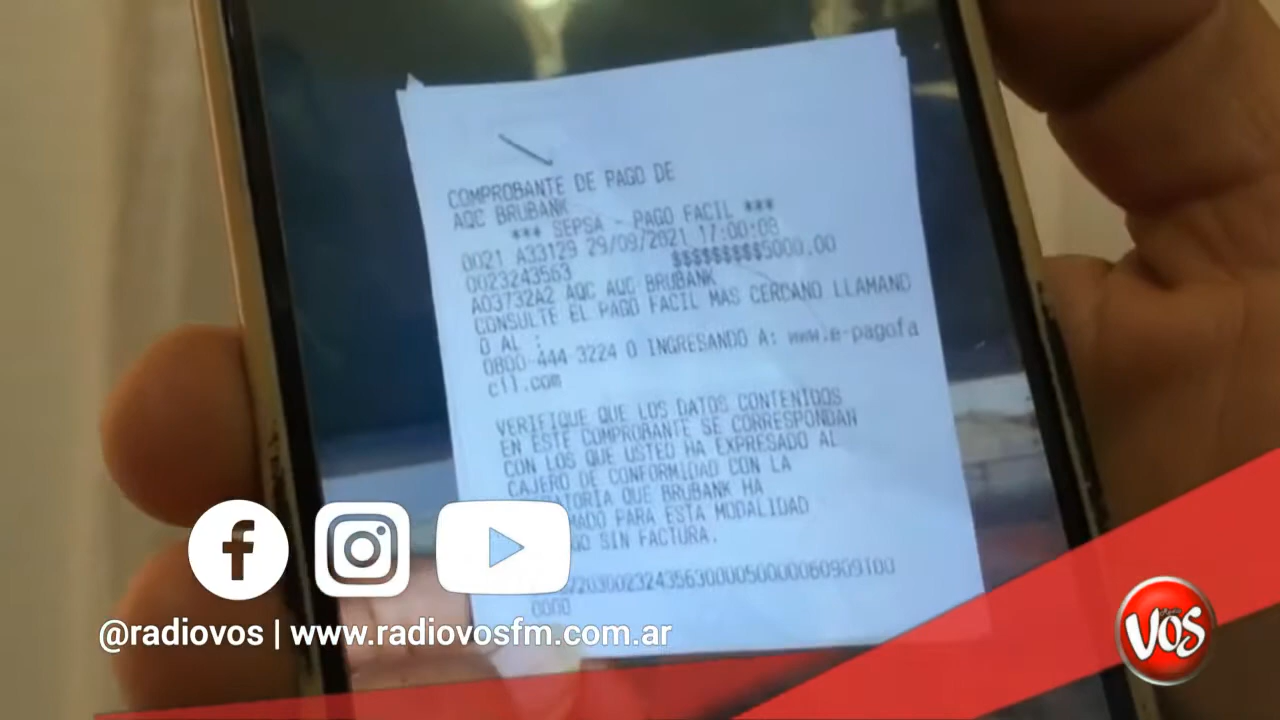 COMPROBANTE DE PAGO DE
AQC BRUBANK
*** SEPSA - PAGO FACIL ***
0021 A33129 29/09/2021 17:00:08
0023243563 $$$$$$$$$5000.00
A03732A2 AQC AQC BRUBANK
CONSULTE EL PAGO FACIL MAS CERCANO LLAMAND
O AL :
0800-444-3224 O INGRESANDO A: www.e-pagofa
cil.com
VERIFIQUE QUE LOS DATOS CONTENIDOS
EN ESTE COMPROBANTE SE CORRESPONDAN
CON LOS QUE USTED HA EXPRESADO AL
CAJERO DE CONFORMIDAD CON LA
QUE BRUBANK HA
PARA ESTA MODALIDAD
SIN FACTURA.
0000
@radiovos | www.radiovosfm.com.ar
VOS